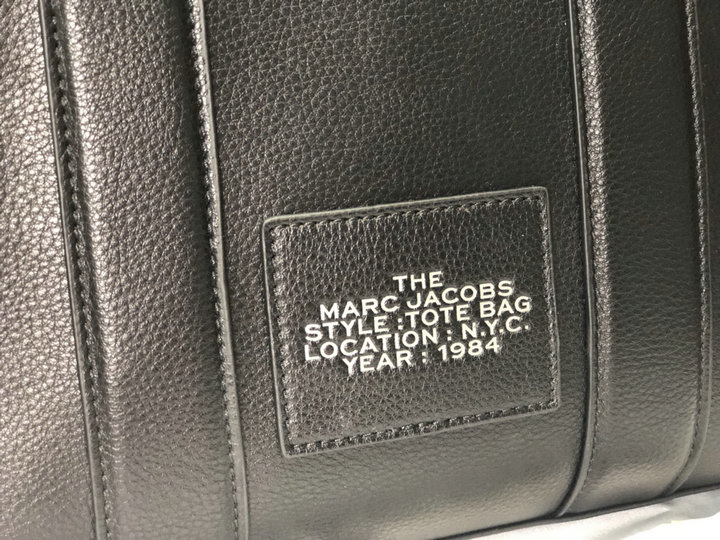 THE
MARC JACOBS
STYLE : TOTE BAG
LOCATION : N.Y.C.
YEAR : 1984